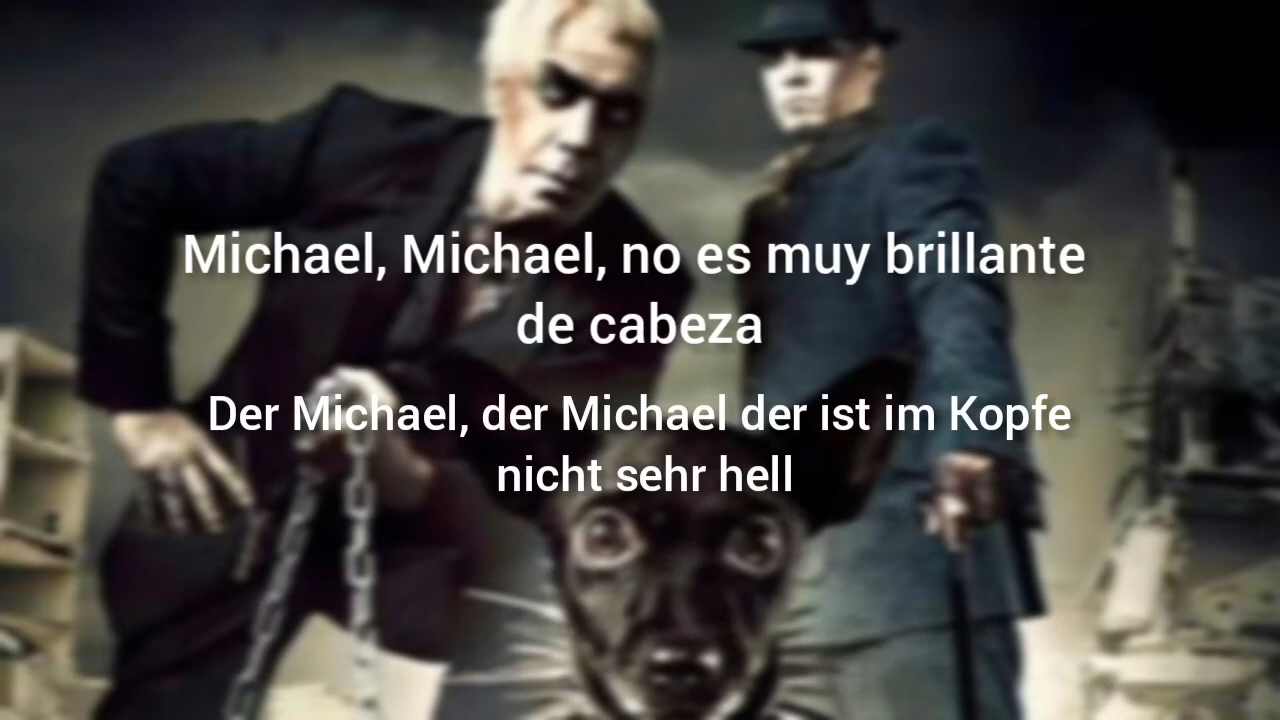 Michael, Michael, no es muy brillante
de cabeza
Der Michael, der Michael der ist im Kopfe
nicht sehr hell